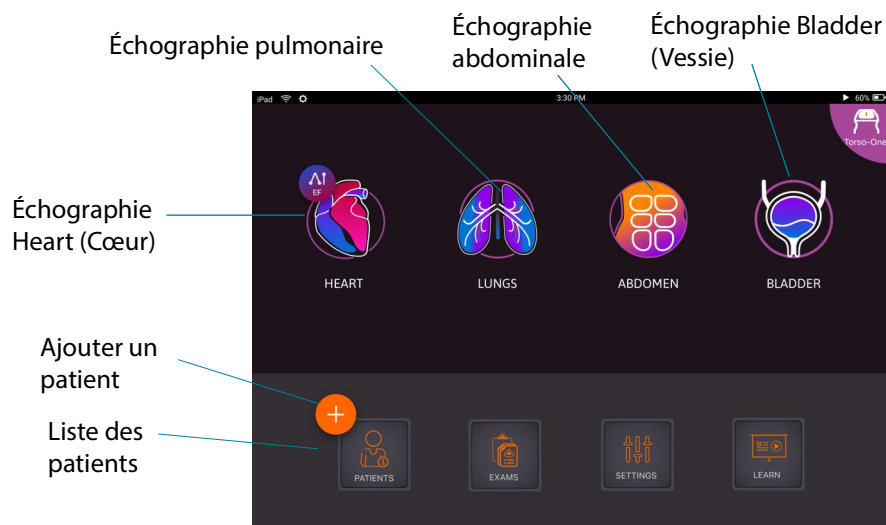 Échographie pulmonaire
Échographie
abdominale
Échographie Bladder
(Vessie)
iPad
3:30 PM
60%
Torso-One
EF
Échographie
Heart (Cœur)
HEART
LUNGS
ABDOMEN
BLADDER
Ajouter un
patient
Liste des
patients
PATIENTS
EXAMS
SETTINGS
LEARN